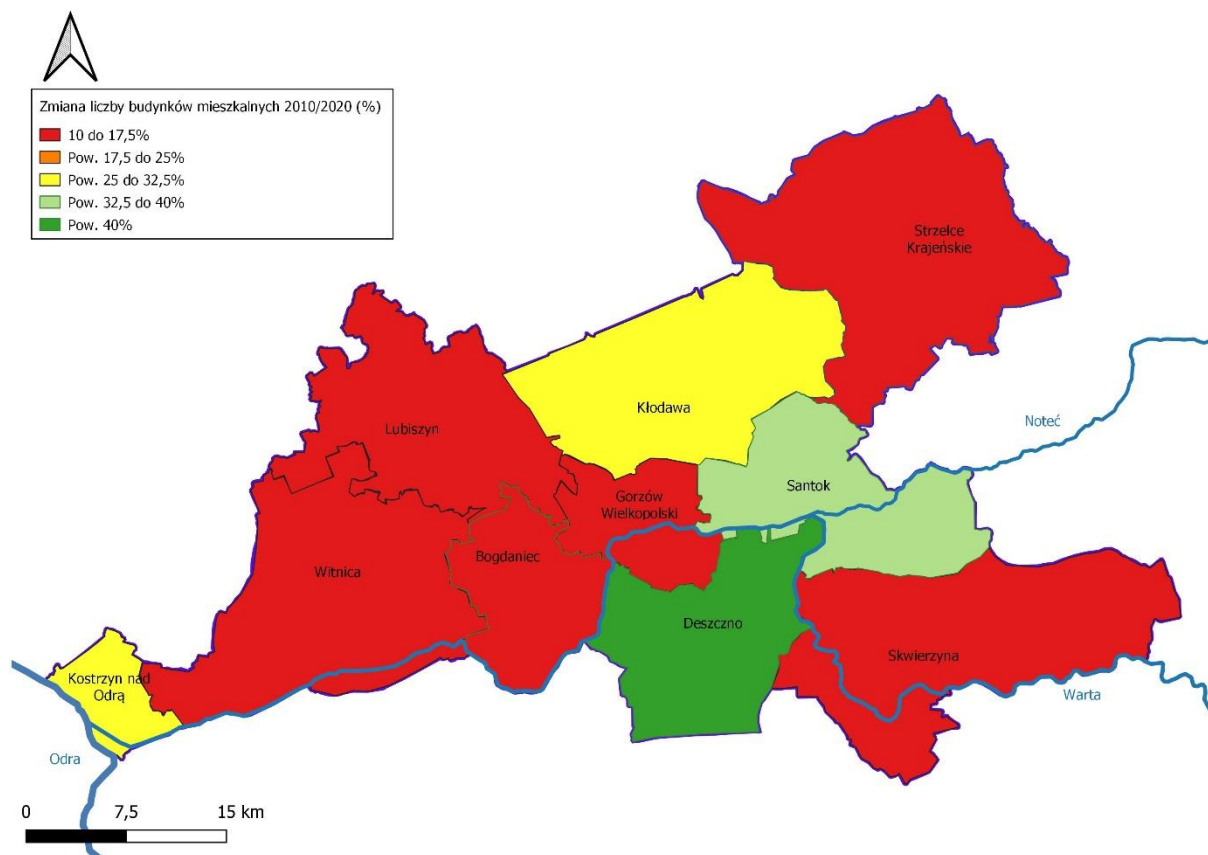 Zmiana liczby budynków mieszkalnych 2010/2020 (%)
10 do 17,5%
Pow. 17,5 do 25%
Pow. 25 do 32,5%
Pow. 32,5 do 40%
Pow. 40%
Strzelce
Krajeńskie
Kłodawa
Noteć
Lubiszyn
Santok
Gorzów
Wielkopolski
Bogdaniec
Witnica
Deszczno
Skwierzyna
Kostrzyn nad
Odrą
Warta
Odra
0 7,5 15 km